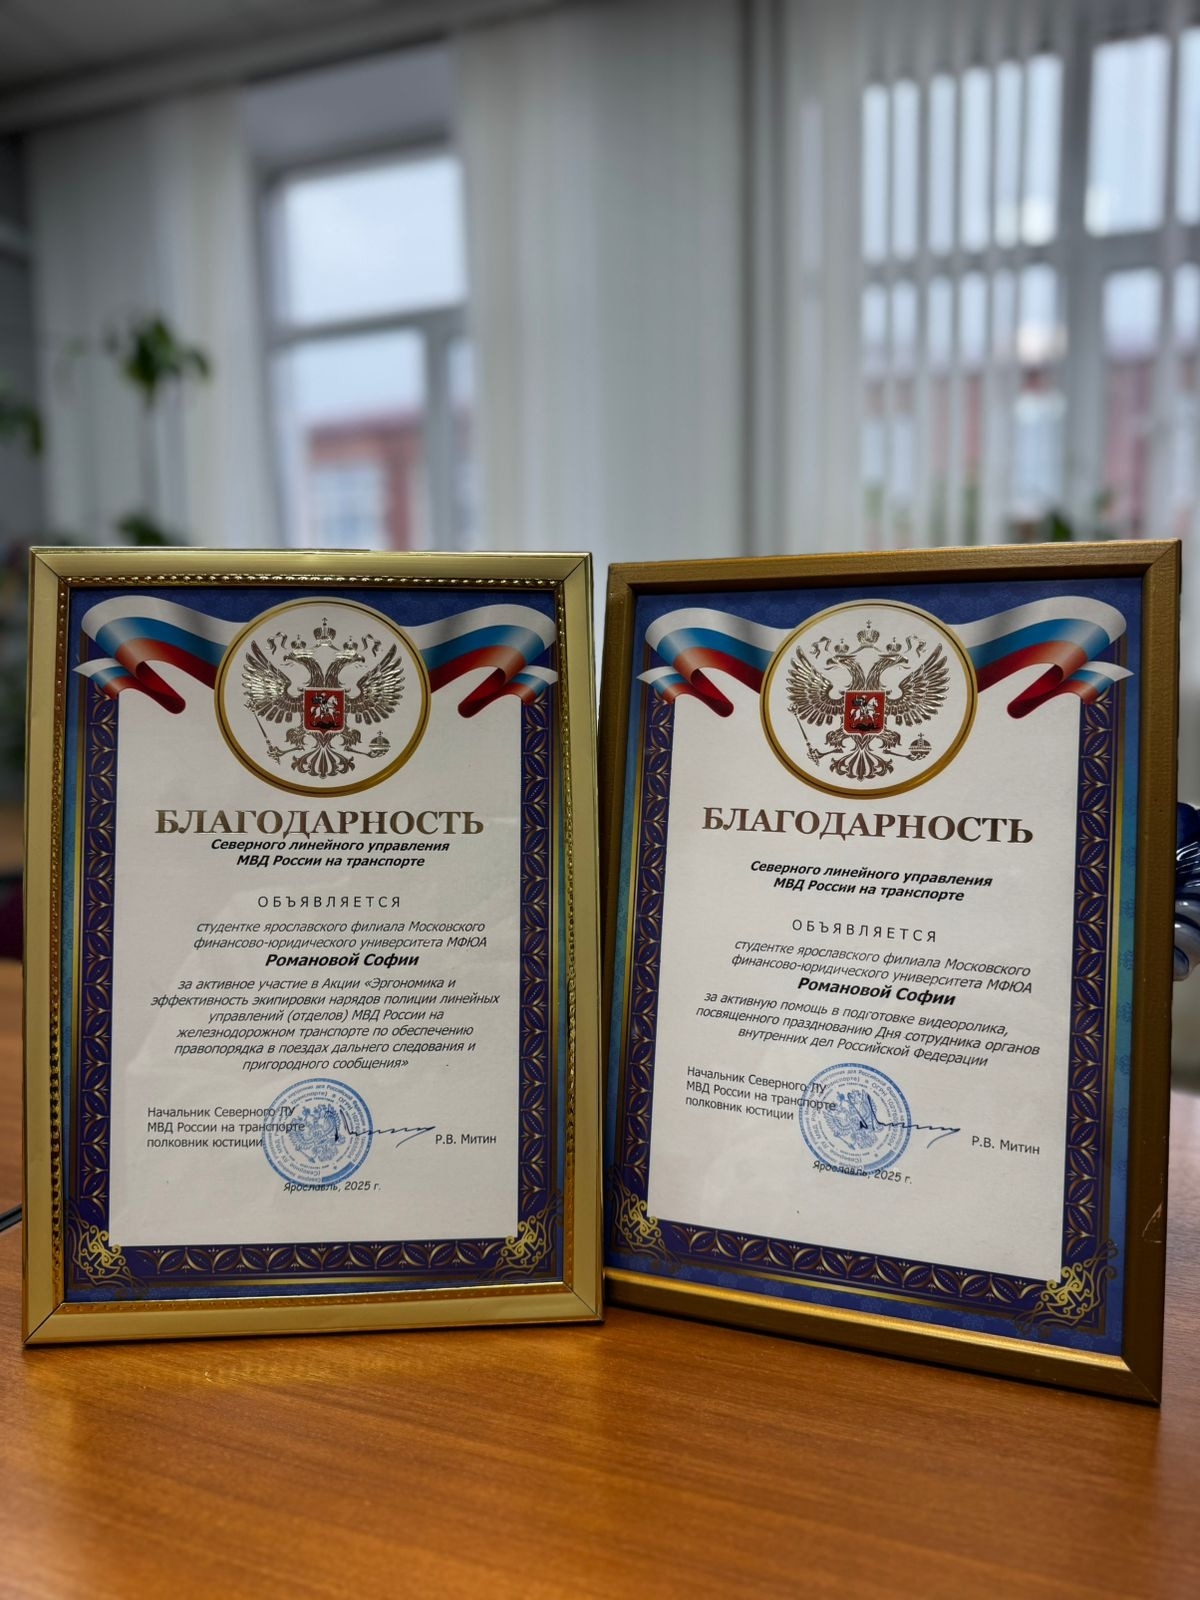 БЛАГОДАРНОСТЬ
Северного линейного управления
МВД России на транспорте
ОБЪЯВЛЯЕТСЯ
студентке ярославского филиала Московского
финансово-юридического университета МФЮА
Романовой Софии
за активное участие в Акции «Эргономика и
эффективность экипировки нарядов полиции линейных
управлений (отделов) МВД России на
железнодорожном транспорте по обеспечению
правопорядка в поездах дальнего следования и
пригородного сообщения»
Начальник Северного ЛУ
МВД России на транспорте
полковник юстиции
Р.В. Митин
Ярославль, 2025 г.
БЛАГОДАРНОСТЬ
Северного линейного управления
МВД России на транспорте
ОБЪЯВЛЯЕТСЯ
студентке ярославского филиала Московского
финансово-юридического университета МФЮА
Романовой Софии
за активную помощь в подготовке видеоролика,
посвященного празднованию Дня сотрудника органов
внутренних дел Российской Федерации
Начальник Северного ЛУ
МВД России на транспорте
полковник юстиции
Р.В. Митин
Ярославль, 2025 г.